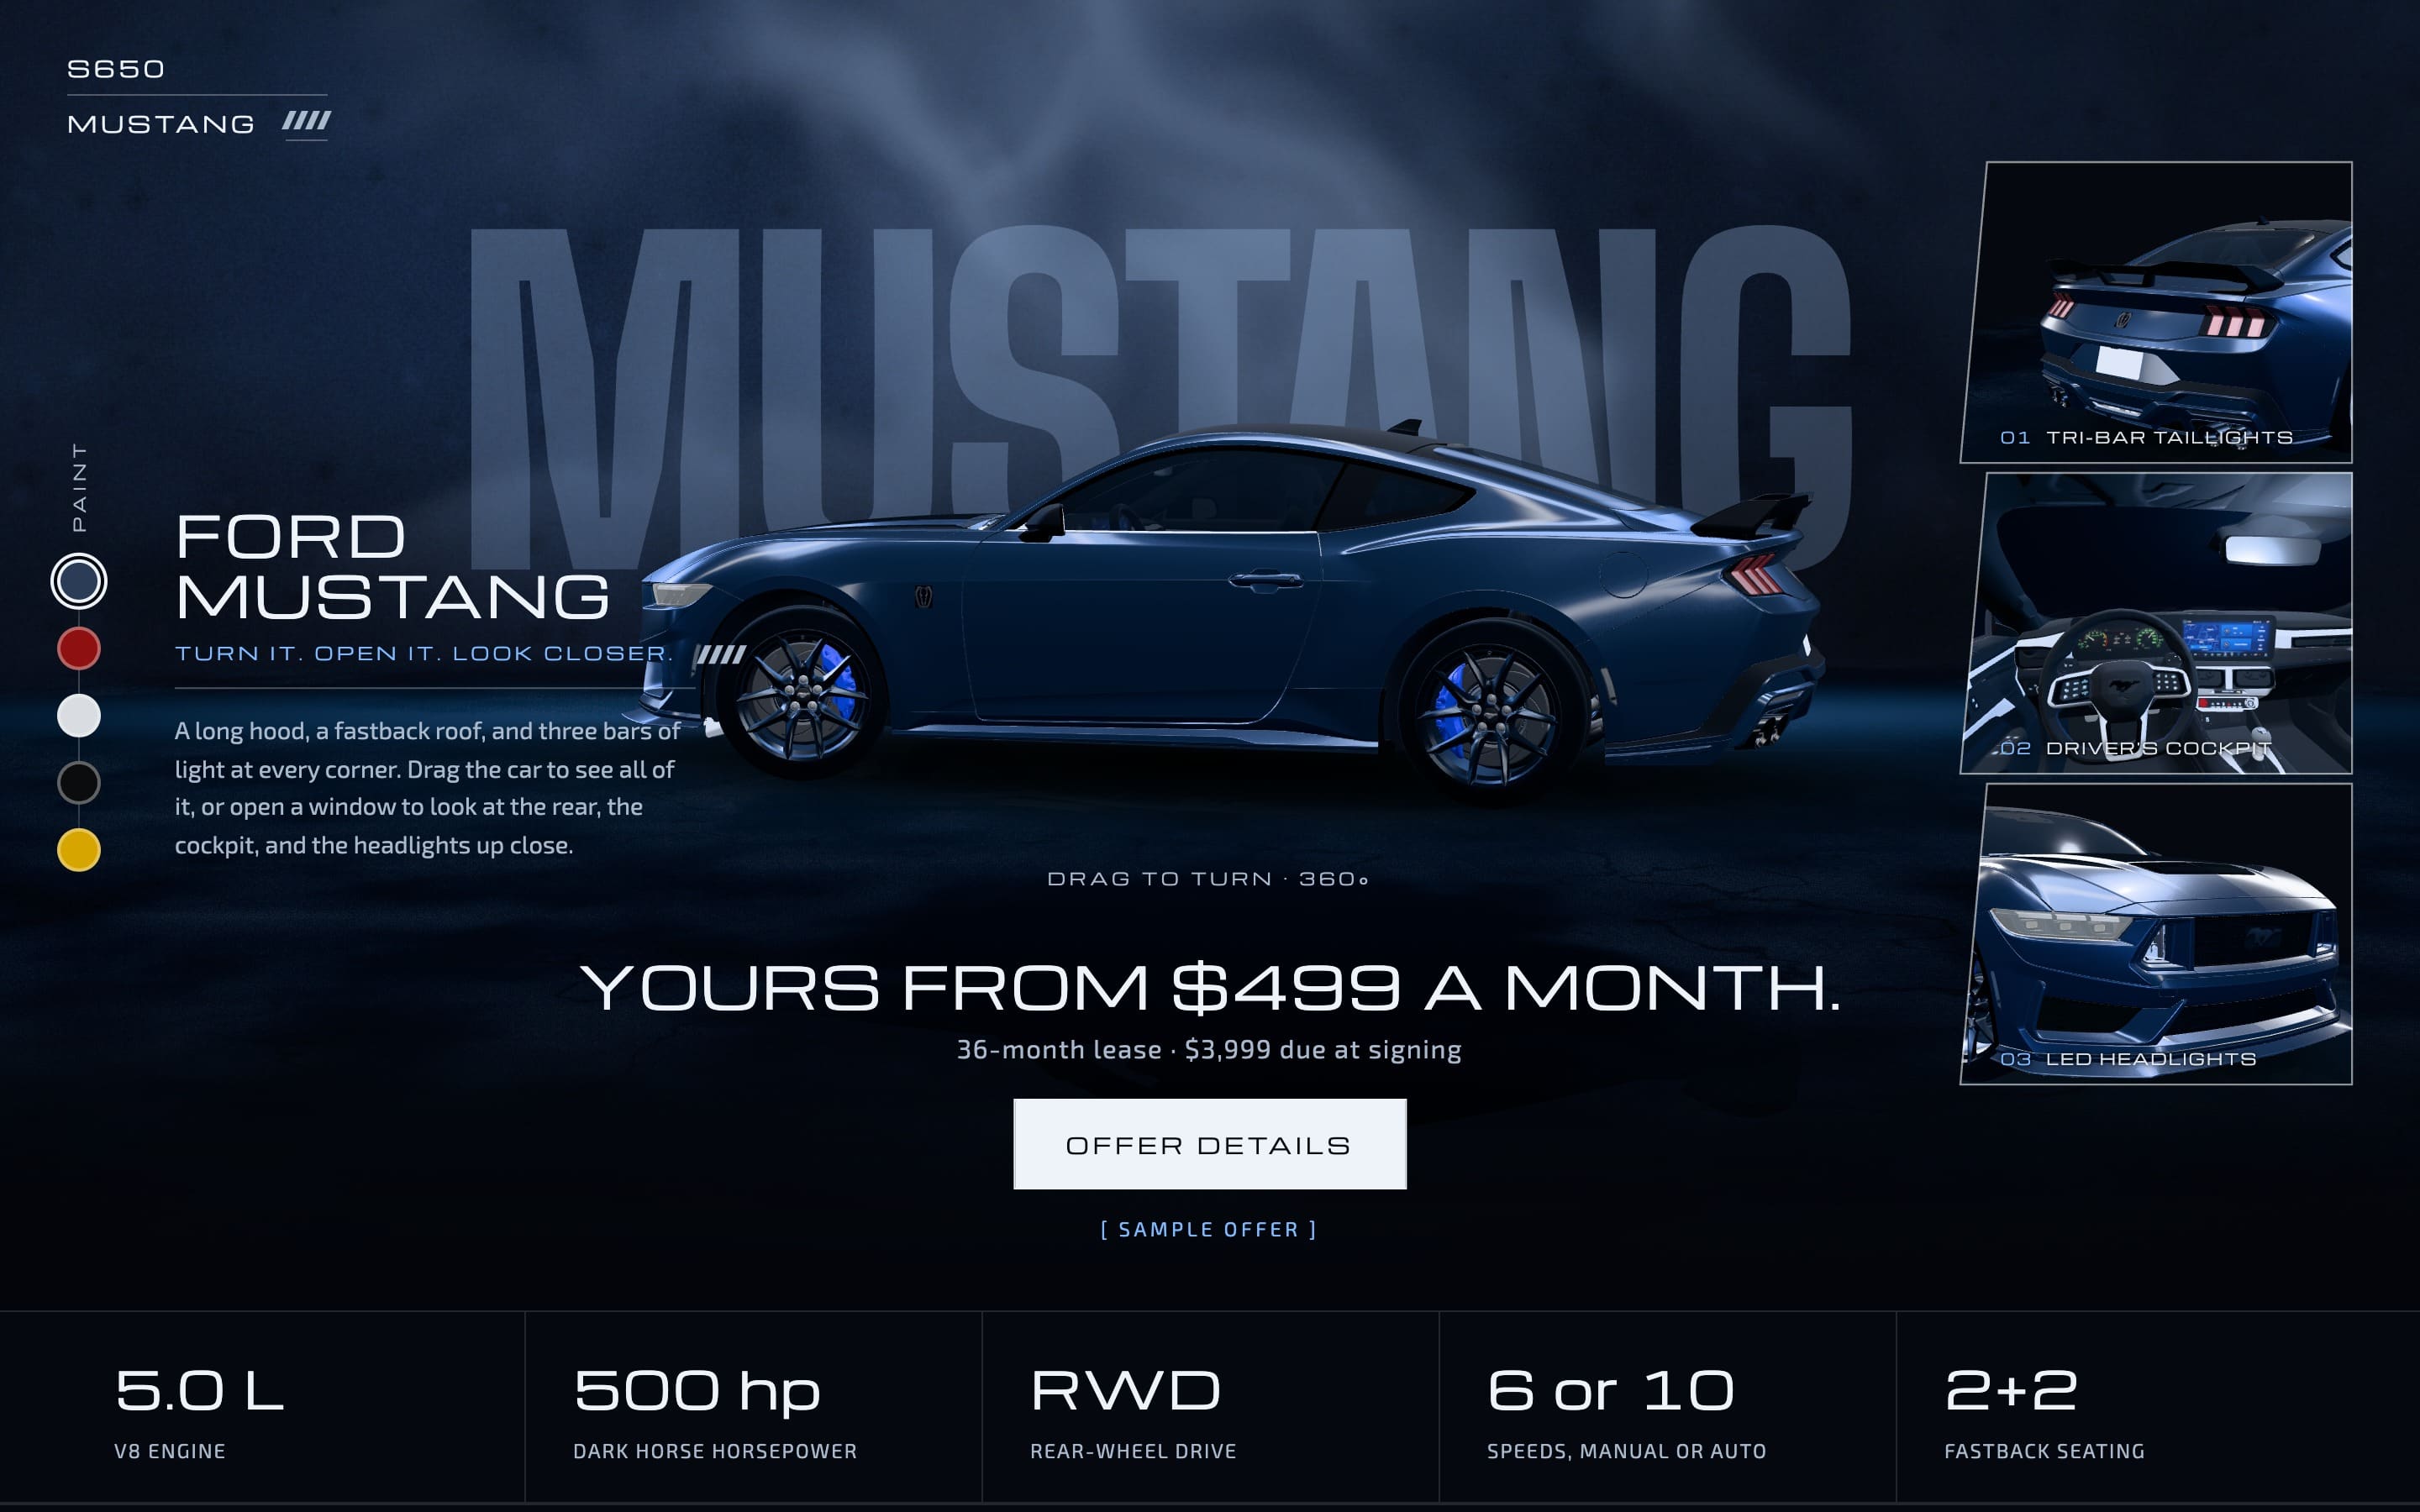 S650
MUSTANG
MUSTANG
PAINT
FORD
MUSTANG
TURN IT. OPEN IT. LOOK CLOSER.
A long hood, a fastback roof, and three bars of
light at every corner. Drag the car to see all of
it, or open a window to look at the rear, the
cockpit, and the headlights up close.
01 TRI-BAR TAILLIGHTS
02 DRIVER'S COCKPIT
03 LED HEADLIGHTS
DRAG TO TURN · 360°
YOURS FROM $499 A MONTH.
36-month lease · $3,999 due at signing
OFFER DETAILS
[ SAMPLE OFFER ]
5.0 L
V8 ENGINE
500 hp
DARK HORSE HORSEPOWER
RWD
REAR-WHEEL DRIVE
6 or 10
SPEEDS, MANUAL OR AUTO
2+2
FASTBACK SEATING